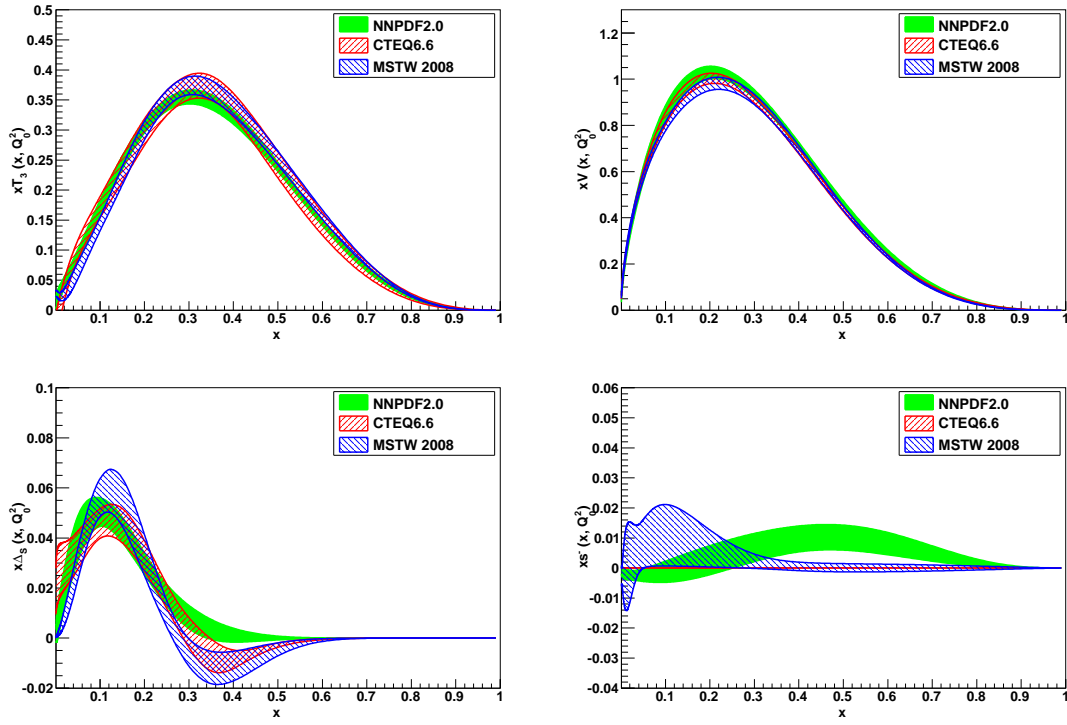 0.5
0.45
0.4
0.35
0.3
0.25
0.2
0.15
0.1
0.05
0
xT₃ (x, Q₀²)
NNPDF2.0
CTEQ6.6
MSTW 2008
0.1 0.2 0.3 0.4 0.5 0.6 0.7 0.8 0.9 1
x
1.2
1
0.8
0.6
0.4
0.2
0
xV (x, Q₀²)
NNPDF2.0
CTEQ6.6
MSTW 2008
0.1 0.2 0.3 0.4 0.5 0.6 0.7 0.8 0.9 1
x
0.1
0.08
0.06
0.04
0.02
0
-0.02
xΔ_S (x, Q₀²)
NNPDF2.0
CTEQ6.6
MSTW 2008
0.1 0.2 0.3 0.4 0.5 0.6 0.7 0.8 0.9 1
x
0.06
0.05
0.04
0.03
0.02
0.01
0
-0.01
-0.02
-0.03
-0.04
xs⁻ (x, Q₀²)
NNPDF2.0
CTEQ6.6
MSTW 2008
0.1 0.2 0.3 0.4 0.5 0.6 0.7 0.8 0.9 1
x